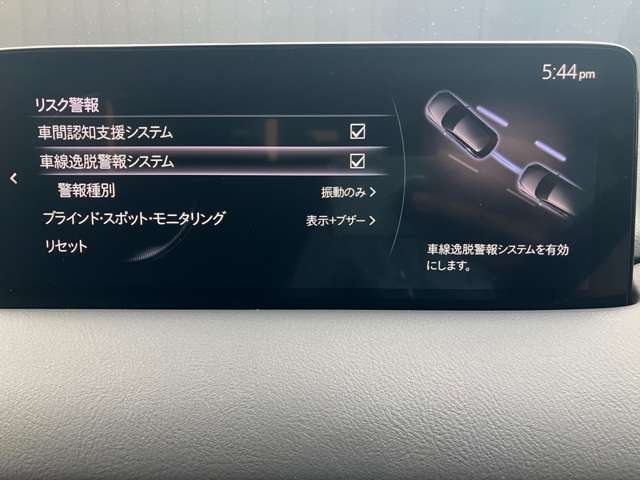 5:44pm
リスク警報
車間認知支援システム
車線逸脱警報システム
警報種別 振動のみ
ブラインド・スポット・モニタリング 表示+ブザー
リセット
車線逸脱警報システムを有効
にします。